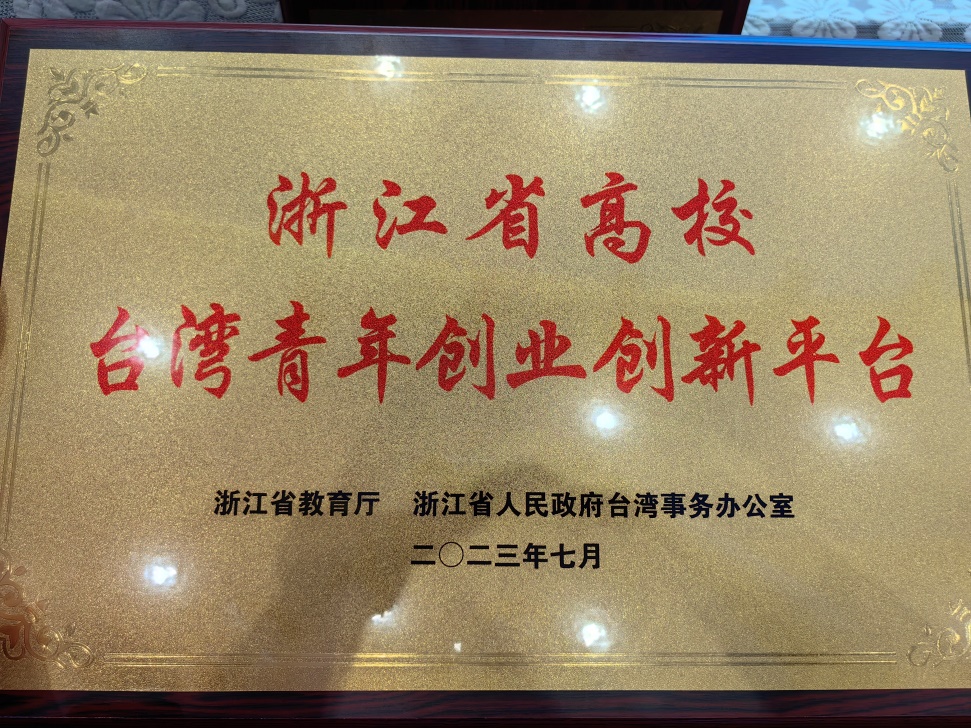 浙江省高校
台湾青年创业创新平台
浙江省教育厅 浙江省人民政府台湾事务办公室
二〇二三年七月